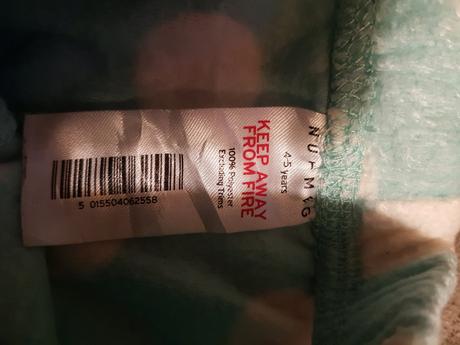 NUTMEG
4-5 years
KEEP AWAY
FROM FIRE
100% Polyester
Excluding Trims
5 015504062558